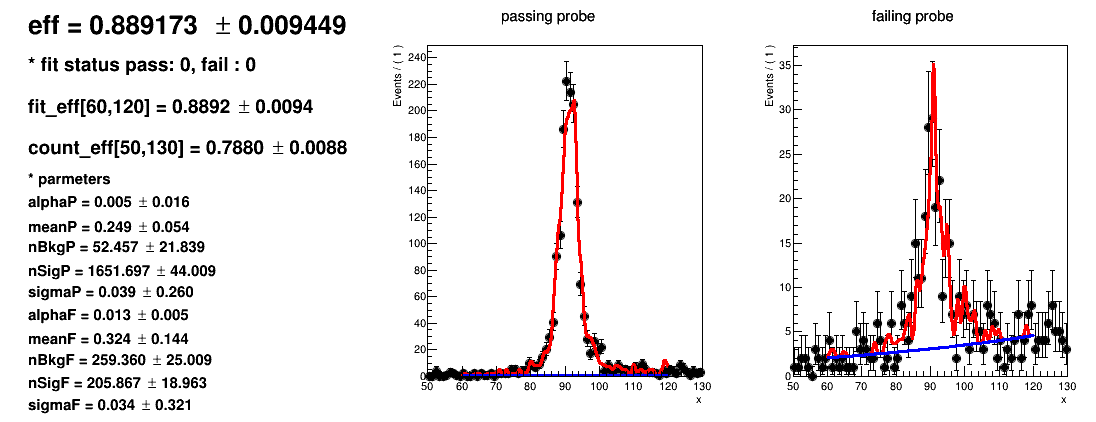 eff = 0.889173 ± 0.009449
* fit status pass: 0, fail : 0
fit_eff[60,120] = 0.8892 ± 0.0094
count_eff[50,130] = 0.7880 ± 0.0088
* parmeters
alphaP = 0.005 ± 0.016
meanP = 0.249 ± 0.054
nBkgP = 52.457 ± 21.839
nSigP = 1651.697 ± 44.009
sigmaP = 0.039 ± 0.260
alphaF = 0.013 ± 0.005
meanF = 0.324 ± 0.144
nBkgF = 259.360 ± 25.009
nSigF = 205.867 ± 18.963
sigmaF = 0.034 ± 0.321
passing probe
Events / ( 1 )
240
220
200
180
160
140
120
100
80
60
40
20
0
50 60 70 80 90 100 110 120 130
x
failing probe
Events / ( 1 )
35
30
25
20
15
10
5
0
50 60 70 80 90 100 110 120 130
x